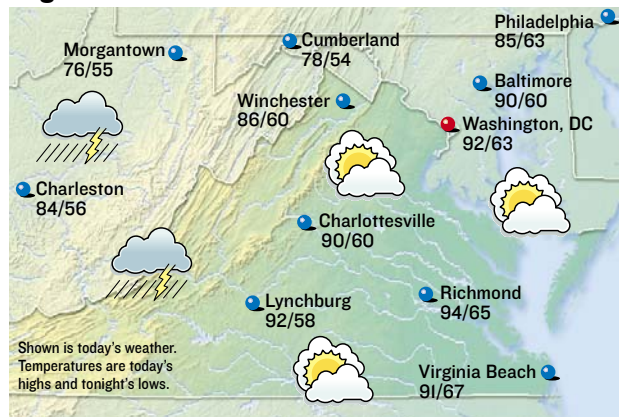 Philadelphia
85/63
Morgantown
76/55
Cumberland
78/54
Baltimore
90/60
Winchester
86/60
Washington, DC
92/63
Charleston
84/56
Charlottesville
90/60
Lynchburg
92/58
Richmond
94/65
Shown is today's weather.
Temperatures are today's
highs and tonight's lows.
Virginia Beach
91/67